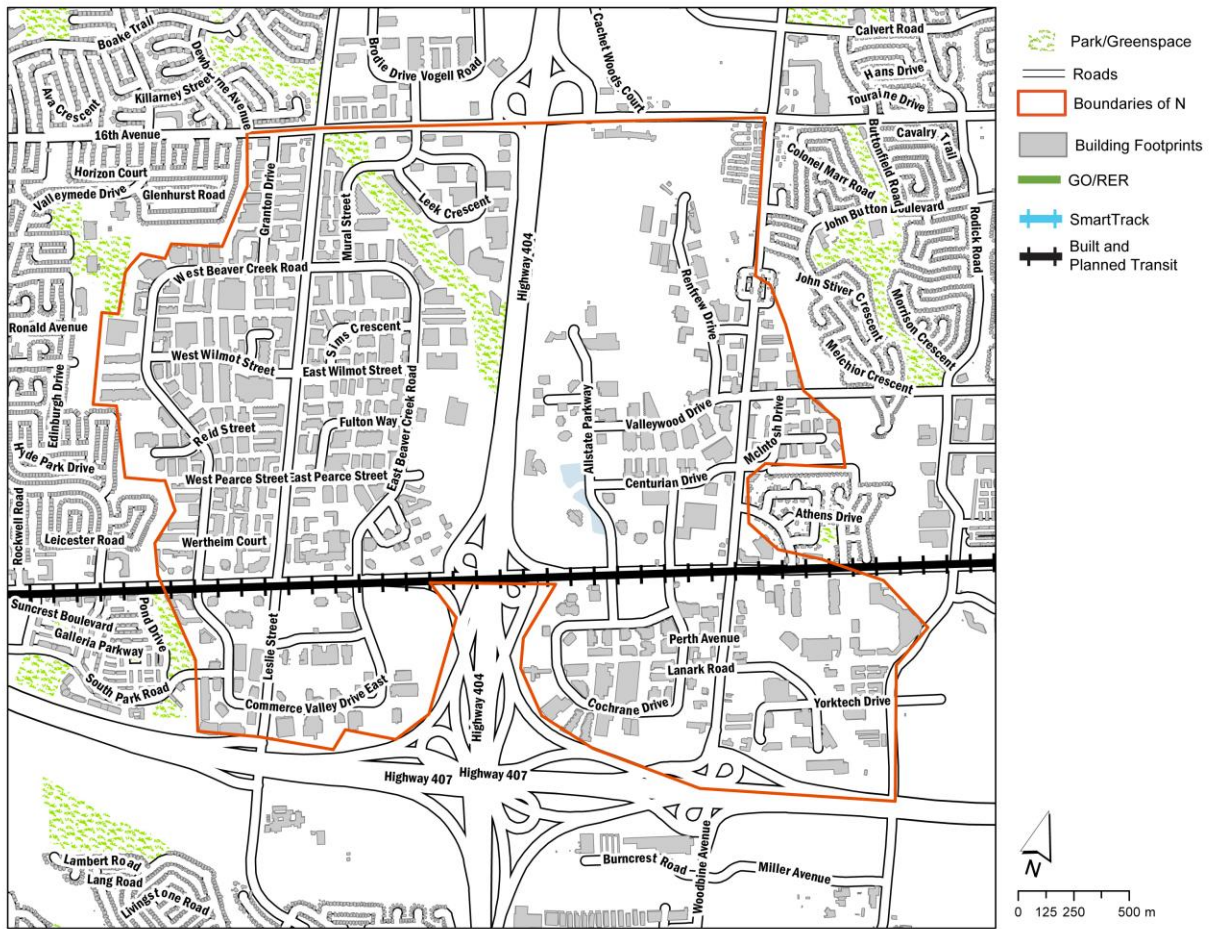 Boake Trail
Dewberne Avenue
Killarney Street
Ava Crescent
Brodie Drive
Vogell Road
Cachet Woods Court
Calvert Road
Hans Drive
Touraine Drive
16th Avenue
Horizon Court
Valleymede Drive
Glenhurst Road
Granton Drive
Mural Street
Leek Crescent
Highway 404
Colonel Marr Road
Buttonfield Road
Cavalry Trail
John Button Boulevard
Rodick Road
West Beaver Creek Road
Renfrew Drive
John Stiver Crescent
Morrison Crescent
Melchior Crescent
Ronald Avenue
Edinburgh Drive
West Wilmot Street
Sims Crescent
East Wilmot Street
East Beaver Creek Road
Allstate Parkway
Valleywood Drive
McIntosh Drive
Hyde Park Drive
Reid Street
Fulton Way
West Pearce Street
East Pearce Street
Centurian Drive
Rockwell Road
Leicester Road
Wertheim Court
Athens Drive
Suncrest Boulevard
Galleria Parkway
Pond Drive
South Park Road
Leslie Street
Commerce Valley Drive East
Highway 404
Perth Avenue
Lanark Road
Cochrane Drive
Yorktech Drive
Highway 407
Highway 407
Lambert Road
Lang Road
Livingstone Road
Burncrest Road
Woodbine Avenue
Miller Avenue
Park/Greenspace
Roads
Boundaries of N
Building Footprints
GO/RER
SmartTrack
Built and
Planned Transit
N
0 125 250 500 m